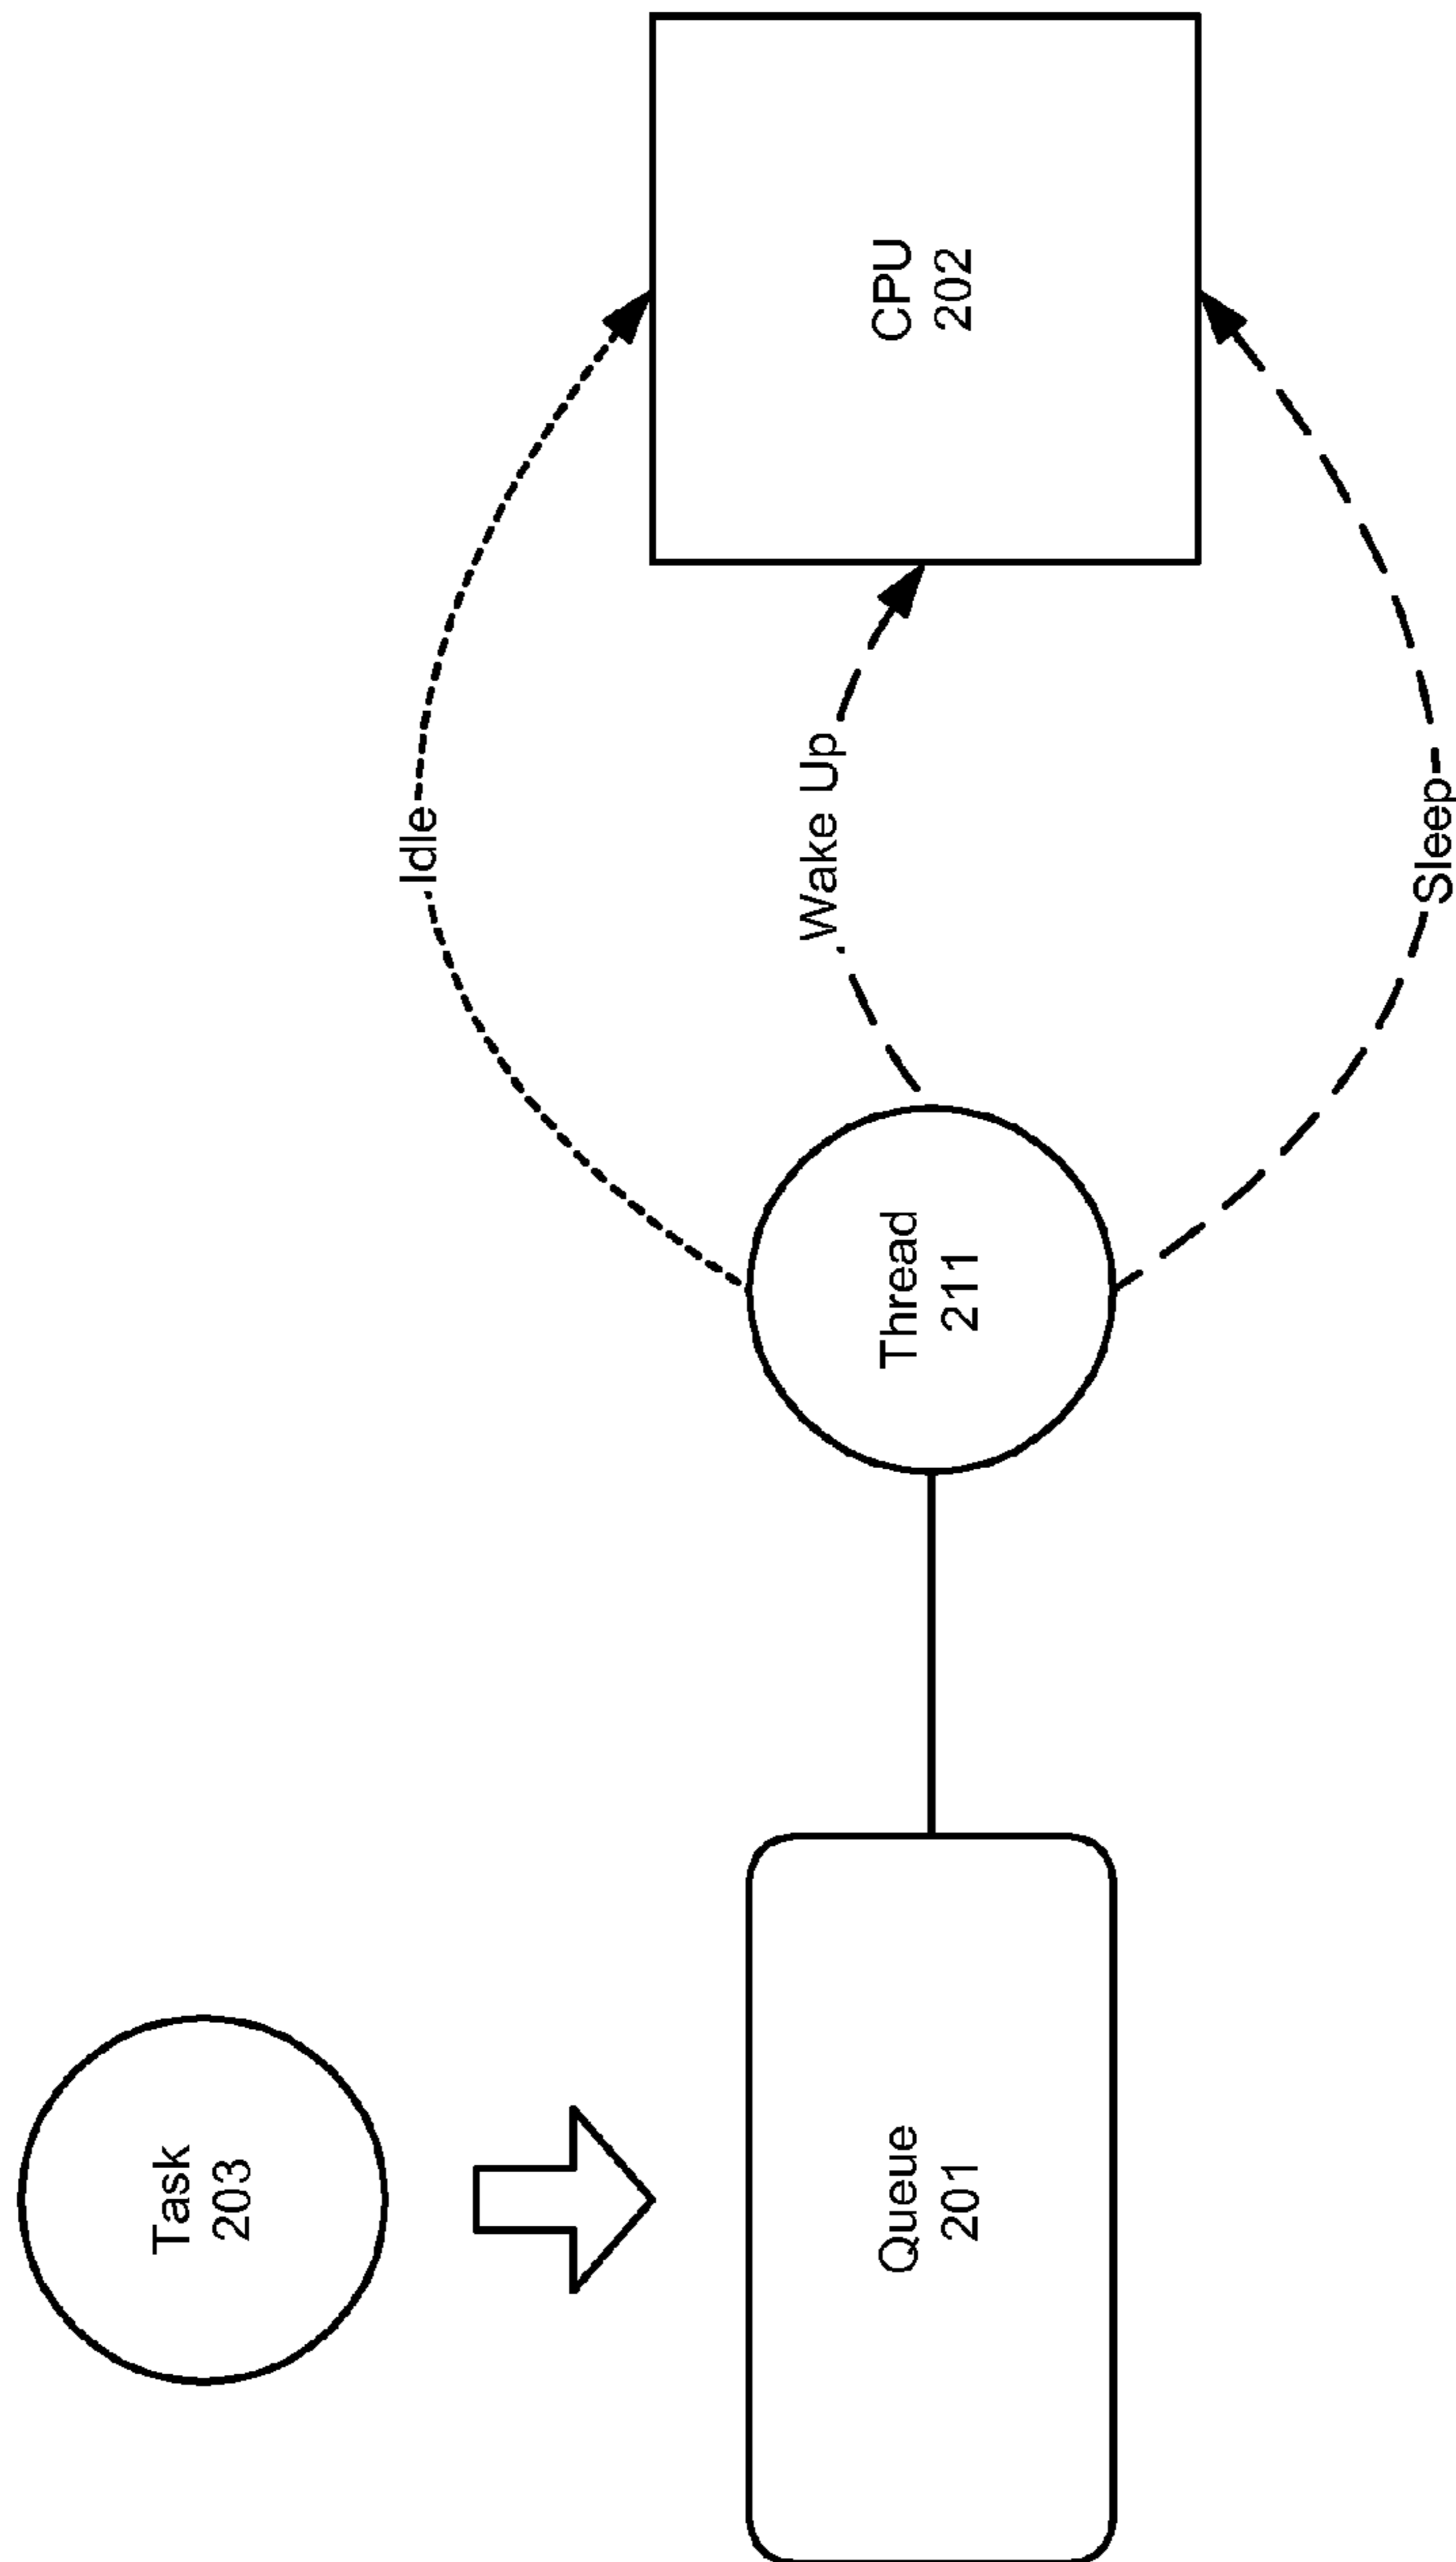 Task
203
Queue
201
Thread
211
Idle
Wake Up
Sleep
CPU
202